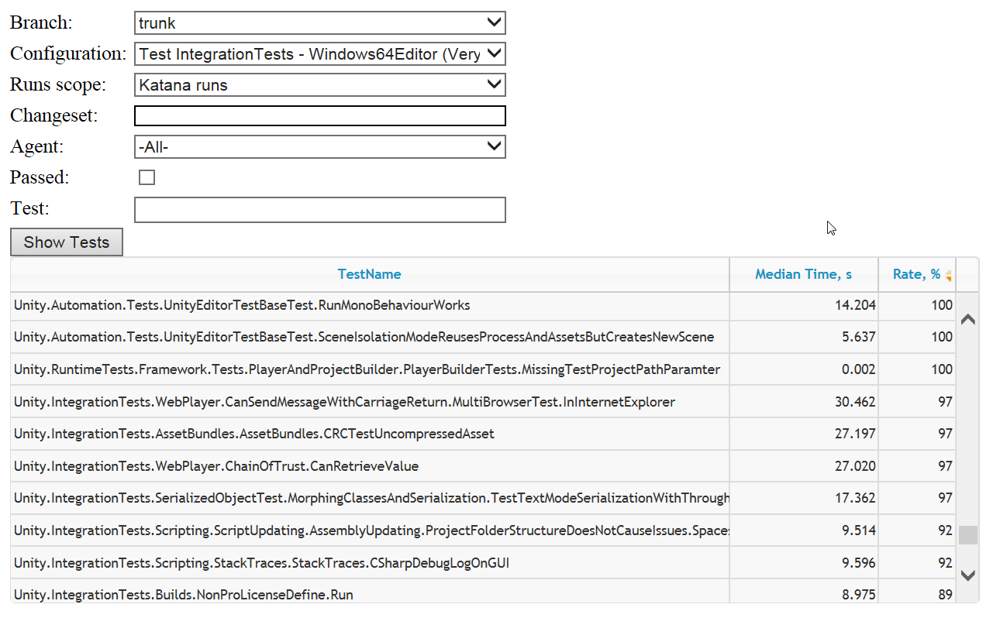 Branch: trunk
Configuration: Test IntegrationTests - Windows64Editor (Very
Runs scope: Katana runs
Changeset:
Agent: -All-
Passed:
Test:
Show Tests
TestName Median Time, s Rate, %
Unity.Automation.Tests.UnityEditorTestBaseTest.RunMonoBehaviourWorks 14.204 100
Unity.Automation.Tests.UnityEditorTestBaseTest.SceneIsolationModeReusesProcessAndAssetsButCreatesNewScene 5.637 100
Unity.RuntimeTests.Framework.Tests.PlayerAndProjectBuilder.PlayerBuilderTests.MissingTestProjectPathParamter 0.002 100
Unity.IntegrationTests.WebPlayer.CanSendMessageWithCarriageReturn.MultiBrowserTest.InInternetExplorer 30.462 97
Unity.IntegrationTests.AssetBundles.AssetBundles.CRCTestUncompressedAsset 27.197 97
Unity.IntegrationTests.WebPlayer.ChainOfTrust.CanRetrieveValue 27.020 97
Unity.IntegrationTests.SerializedObjectTest.MorphingClassesAndSerialization.TestTextModeSerializationWithThrough 17.362 97
Unity.IntegrationTests.Scripting.ScriptUpdating.AssemblyUpdating.ProjectFolderStructureDoesNotCauseIssues.Spaces 9.514 92
Unity.IntegrationTests.Scripting.StackTraces.StackTraces.CSharpDebugLogOnGUI 9.596 92
Unity.IntegrationTests.Builds.NonProLicenseDefine.Run 8.975 89